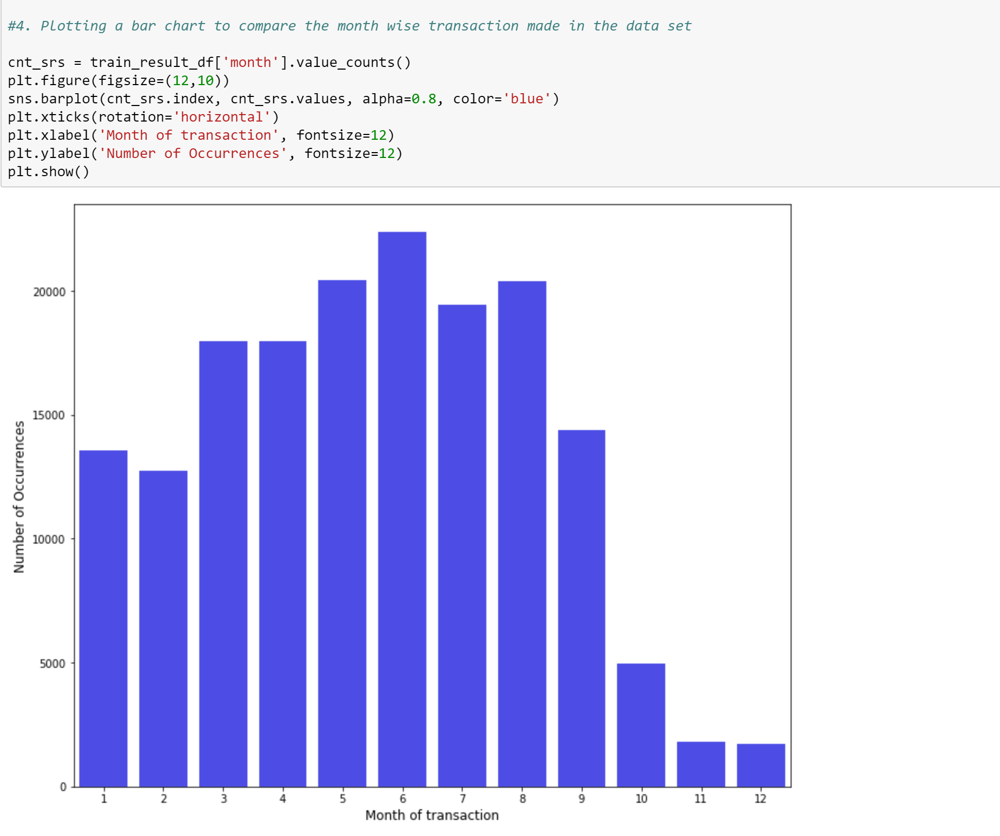 #4. Plotting a bar chart to compare the month wise transaction made in the data set
cnt_srs = train_result_df['month'].value_counts()
plt.figure(figsize=(12,10))
sns.barplot(cnt_srs.index, cnt_srs.values, alpha=0.8, color='blue')
plt.xticks(rotation='horizontal')
plt.xlabel('Month of transaction', fontsize=12)
plt.ylabel('Number of Occurrences', fontsize=12)
plt.show()
Number of Occurrences
20000
15000
10000
5000
0
1 2 3 4 5 6 7 8 9 10 11 12
Month of transaction